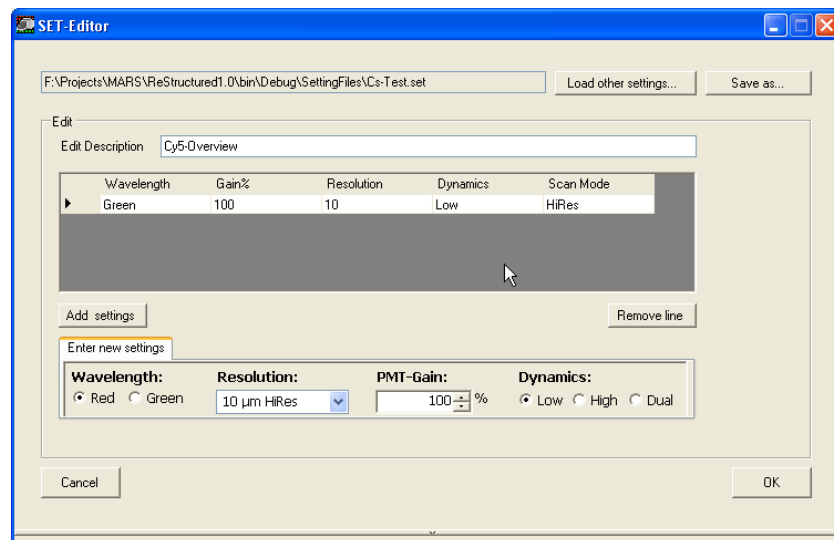 SET-Editor
F:\Projects\MARS\ReStructured1.0\bin\Debug\SettingFiles\Cs-Test.set Load other settings... Save as...
Edit
Edit Description Cy5-Overview
Wavelength Gain% Resolution Dynamics Scan Mode
Green 100 10 Low HiRes
Add settings Remove line
Enter new settings
Wavelength: Resolution: PMT-Gain: Dynamics:
Red Green 10 µm HiRes 100 % Low High Dual
Cancel OK